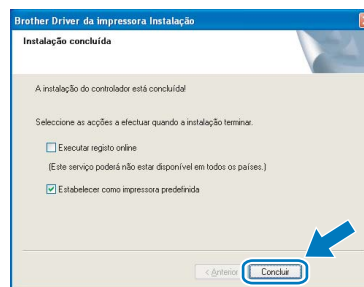 Brother Driver da impressora Instalação
Instalação concluída
A instalação do controlador está concluída!
Seleccione as acções a efectuar quando a instalação terminar.
Executar registo online
(Este serviço poderá não estar disponível em todos os países.)
Estabelecer como impressora predefinida
< Anterior
Concluir